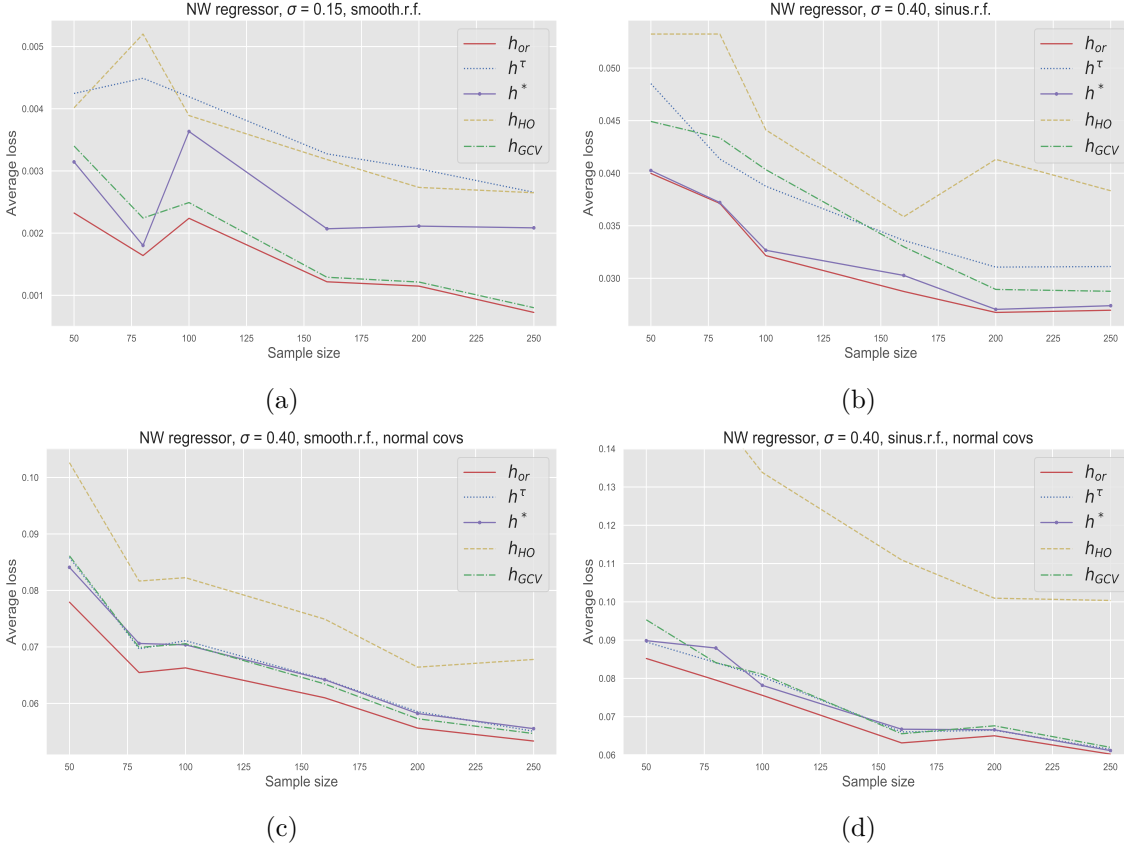 NW regressor, σ = 0.15, smooth.r.f.
Average loss
0.005
0.004
0.003
0.002
0.001
h_or
h^τ
h^*
h_HO
h_GCV
50 75 100 125 150 175 200 225 250
Sample size
(a)
NW regressor, σ = 0.40, sinus.r.f.
Average loss
0.050
0.045
0.040
0.035
0.030
h_or
h^τ
h^*
h_HO
h_GCV
50 75 100 125 150 175 200 225 250
Sample size
(b)
NW regressor, σ = 0.40, smooth.r.f., normal covs
Average loss
0.10
0.09
0.08
0.07
0.06
h_or
h^τ
h^*
h_HO
h_GCV
50 75 100 125 150 175 200 225 250
Sample size
(c)
NW regressor, σ = 0.40, sinus.r.f., normal covs
Average loss
0.14
0.13
0.12
0.11
0.10
0.09
0.08
0.07
0.06
h_or
h^τ
h^*
h_HO
h_GCV
50 75 100 125 150 175 200 225 250
Sample size
(d)